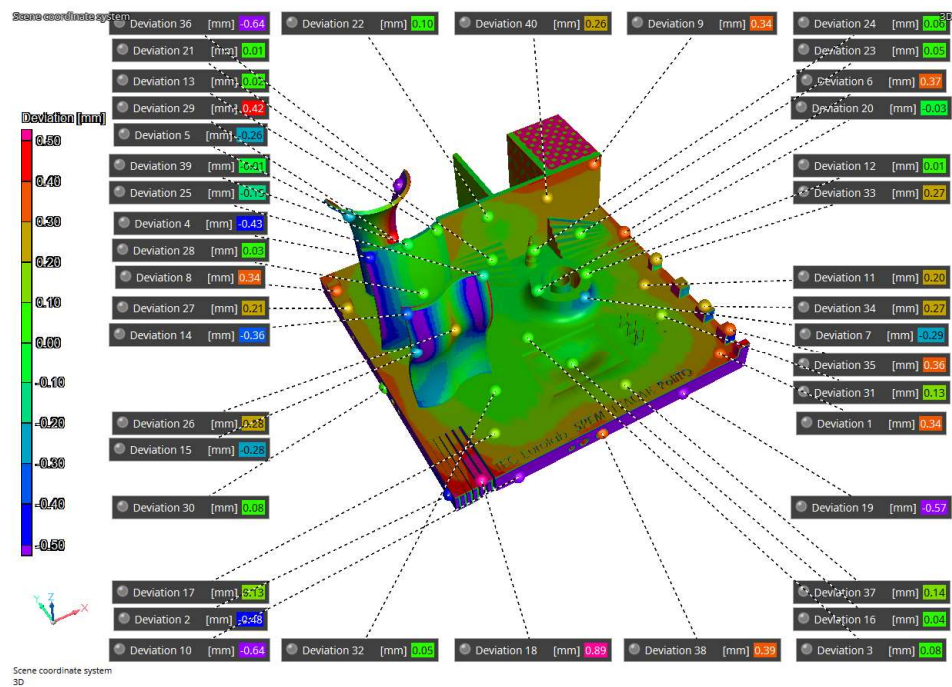 Scene coordinate system
3D
Deviation 36 [mm] -0.64
Deviation 22 [mm] 0.10
Deviation 40 [mm] 0.26
Deviation 9 [mm] 0.34
Deviation 24 [mm] 0.06
Deviation 21 [mm] 0.01
Deviation 23 [mm] 0.05
Deviation 13 [mm] 0.02
Deviation 6 [mm] 0.37
Deviation 29 [mm] 0.42
Deviation 20 [mm] -0.03
Deviation [mm]
Deviation 5 [mm] -0.26
Deviation 39 [mm] -0.01
Deviation 12 [mm] 0.01
Deviation 25 [mm]
Deviation 33 [mm] 0.27
Deviation 4 [mm] -0.43
Deviation 28 [mm] 0.03
Deviation 8 [mm] 0.34
Deviation 11 [mm] 0.20
Deviation 27 [mm] 0.21
Deviation 34 [mm] 0.27
Deviation 14 [mm] -0.36
Deviation 7 [mm] -0.29
Deviation 35 [mm] 0.36
Deviation 31 [mm] 0.13
Deviation 26 [mm] 0.28
Deviation 1 [mm] 0.34
Deviation 15 [mm] -0.28
Deviation 30 [mm] 0.08
Deviation 19 [mm] -0.57
Deviation 17 [mm] 0.13
Deviation 37 [mm] 0.14
Deviation 2 [mm] -0.48
Deviation 16 [mm] 0.04
Deviation 10 [mm] -0.64
Deviation 32 [mm] 0.05
Deviation 18 [mm] 0.89
Deviation 38 [mm] 0.39
Deviation 3 [mm] 0.08
0.50
0.40
0.30
0.20
0.10
0.00
-0.10
-0.20
-0.30
-0.40
-0.50
X
Y
Z
Scene coordinate system
3D